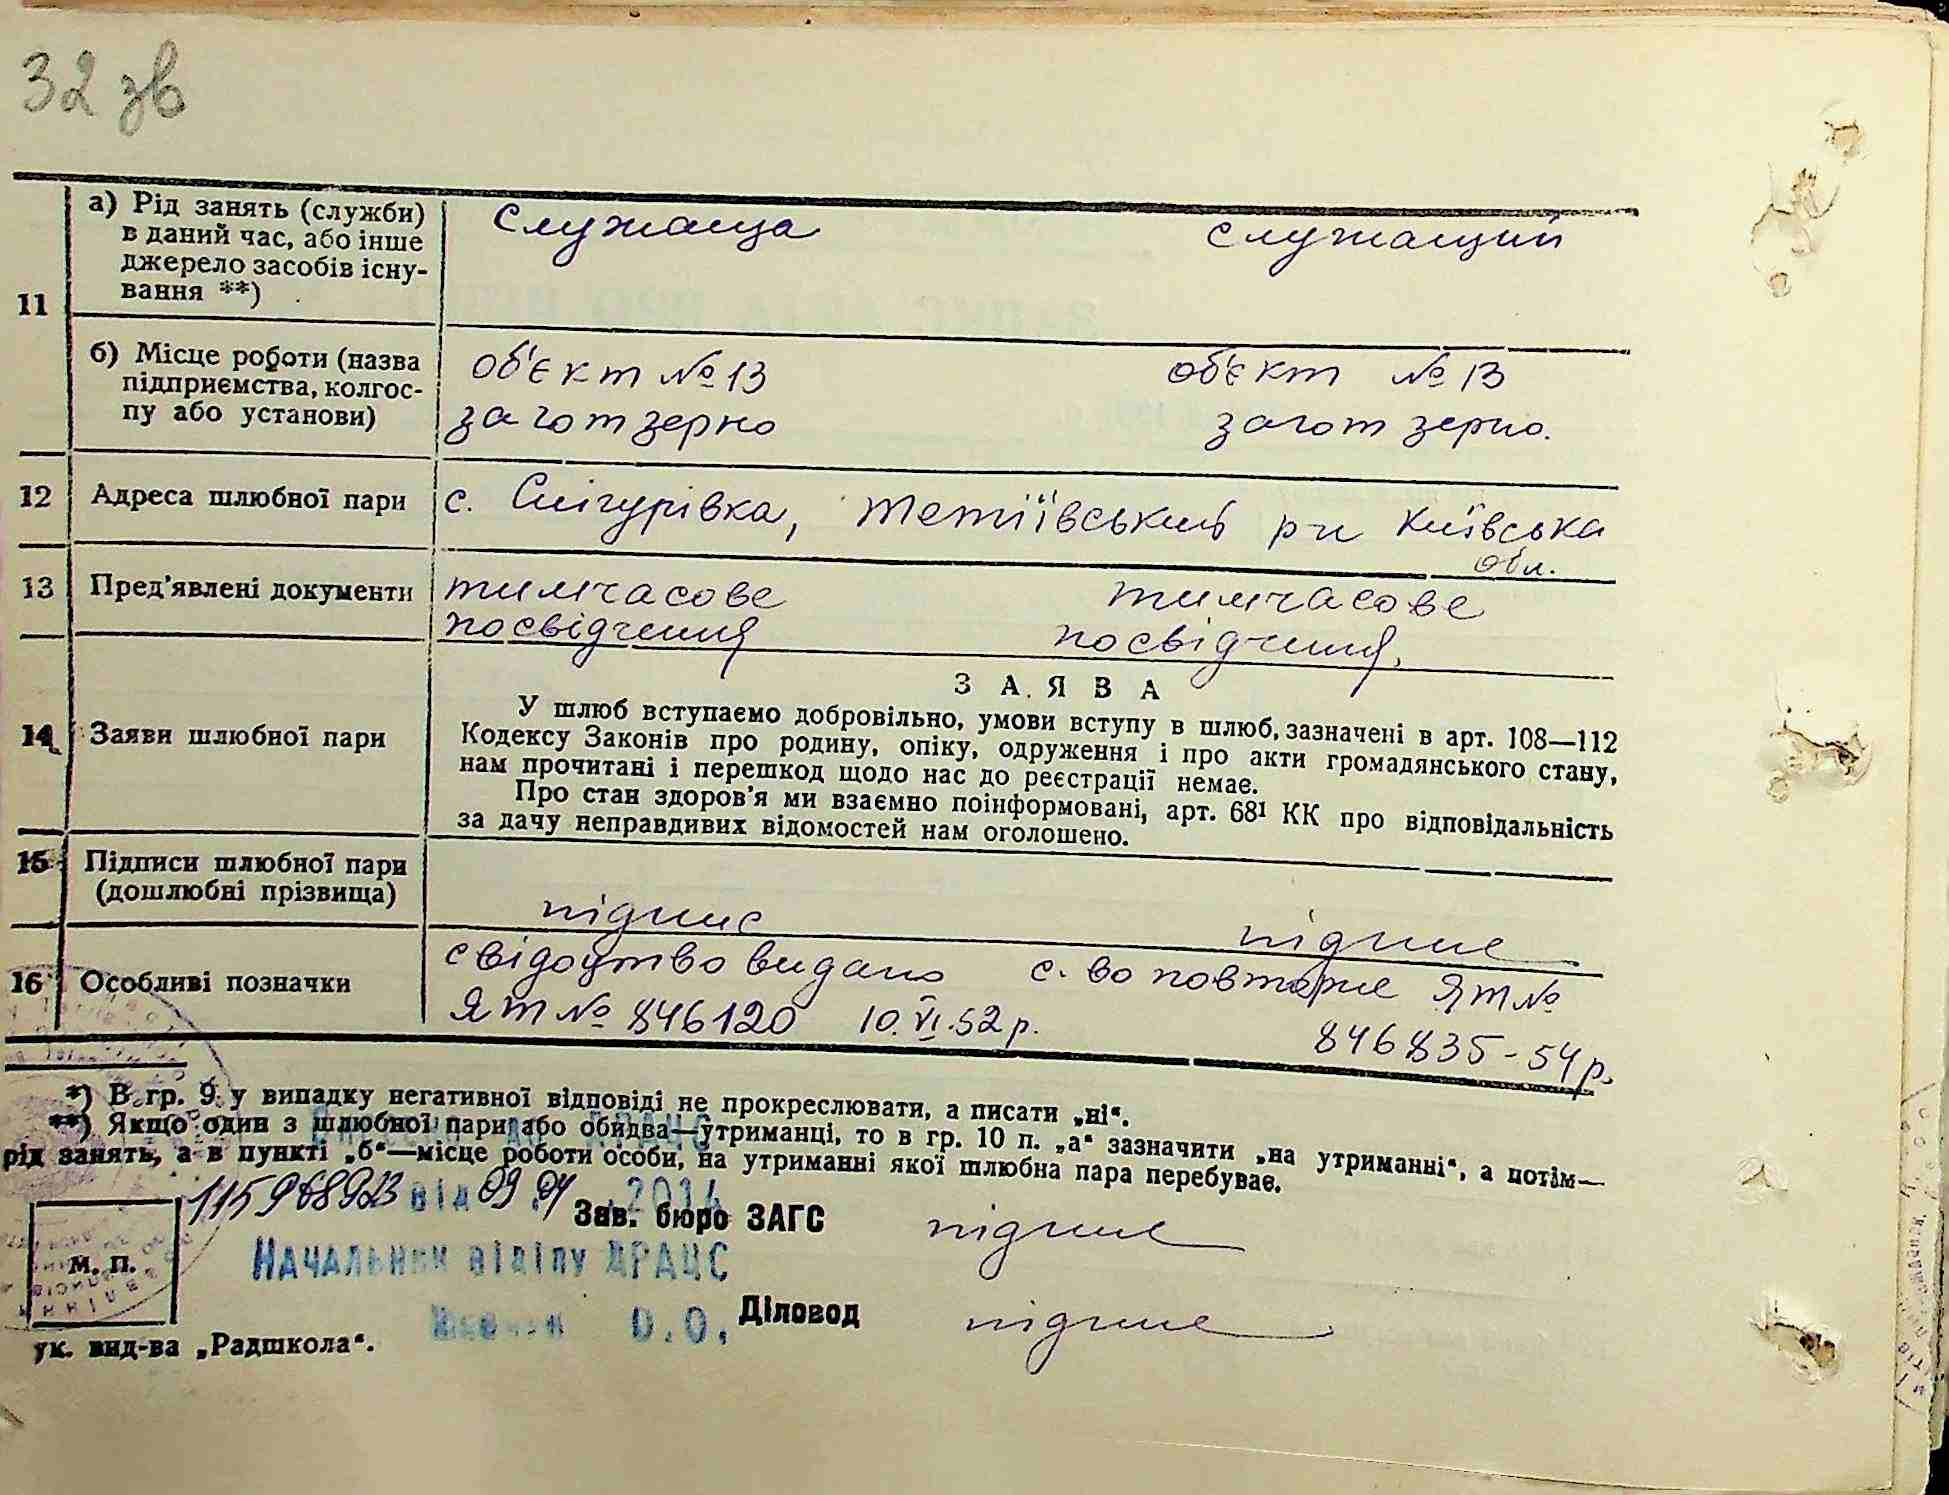 32 зв
а) Рід занять (служби)
в даний час, або інше
джерело засобів існу-
вання **)
служаща
служащий
11
б) Місце роботи (назва
підприємства, колгос-
пу або установи)
об'єкт № 13
заготзерно
об'єкт № 13
загот зерно.
12 Адреса шлюбної пари с. Снігурівка, Тетіївський р-н Київська
обл.
13 Пред'явлені документи тимчасове тимчасове
посвідчення посвідчення.
14 Заяви шлюбної пари
ЗАЯВА
У шлюб вступаємо добровільно, умови вступу в шлюб, зазначені в арт. 108—112
Кодексу Законів про родину, опіку, одруження і про акти громадянського стану,
нам прочитані і перешкод щодо нас до реєстрації немає.
Про стан здоров'я ми взаємно поінформовані, арт. 68¹ КК про відповідальність
за дачу неправдивих відомостей нам оголошено.
15 Підписи шлюбної пари
(дошлюбні прізвища)
підпис підпис
16 Особливі позначки
свідоцтво видано с-во повторне ЯТ №
ЯТ № 846120 10.VI.52 р. 846835-54 р.
*) В гр. 9 у випадку негативної відповіді не прокреслювати, а писати „ні“.
**) Якщо один з шлюбної пари або обидва—утриманці, то в гр. 10 п. „а“ зазначити „на утриманні“, а потім—
рід занять, а в пункті „б“—місце роботи особи, на утриманні якої шлюбна пара перебуває.
від 2014
Зав. бюро ЗАГС підпис
М. П.
Начальник відділу ДРАЦС
О.О.
Діловод підпис
ук. вид-ва „Радшкола“.